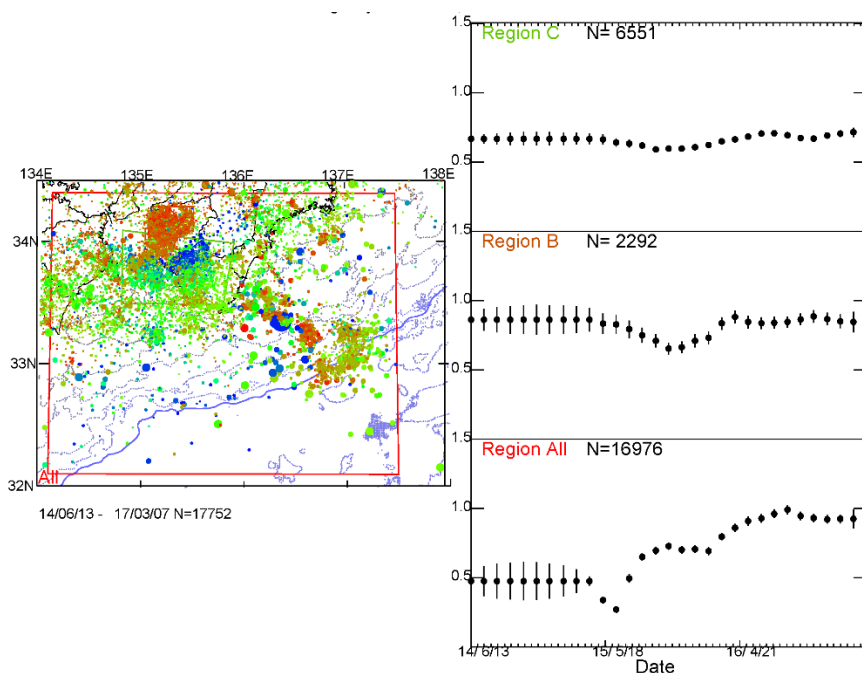 134E 135E 136E 137E 138E
34N
33N
32N
All
14/06/13 - 17/03/07 N=17752
1.5
Region C N= 6551
1.0
0.5
1.5
Region B N= 2292
1.0
0.5
1.5
Region All N=16976
1.0
0.5
14/ 6/13 15/ 5/18 16/ 4/21
Date